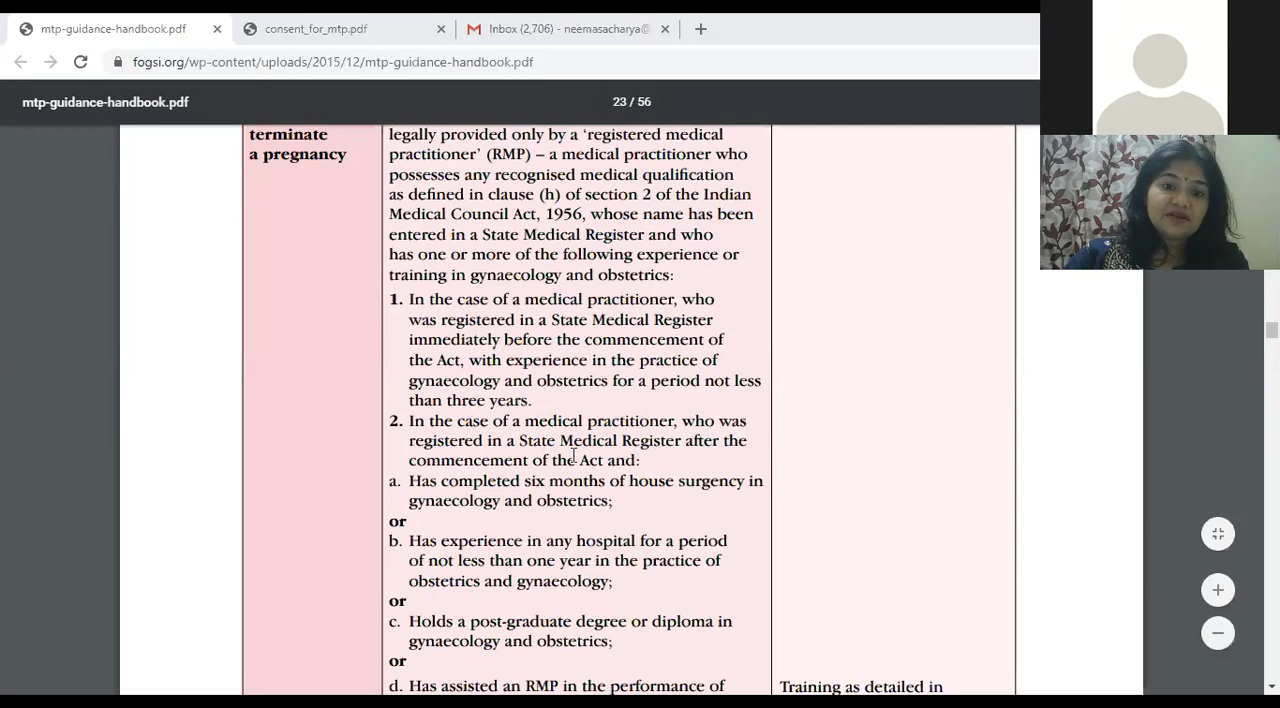 mtp-guidance-handbook.pdf
consent_for_mtp.pdf
Inbox (2,706) - neemasacharya@
fogsi.org/wp-content/uploads/2015/12/mtp-guidance-handbook.pdf
mtp-guidance-handbook.pdf
23 / 56
terminate
a pregnancy
legally provided only by a ‘registered medical
practitioner’ (RMP) – a medical practitioner who
possesses any recognised medical qualification
as defined in clause (h) of section 2 of the Indian
Medical Council Act, 1956, whose name has been
entered in a State Medical Register and who
has one or more of the following experience or
training in gynaecology and obstetrics:
1. In the case of a medical practitioner, who
was registered in a State Medical Register
immediately before the commencement of
the Act, with experience in the practice of
gynaecology and obstetrics for a period not less
than three years.
2. In the case of a medical practitioner, who was
registered in a State Medical Register after the
commencement of the Act and:
a. Has completed six months of house surgency in
gynaecology and obstetrics;
or
b. Has experience in any hospital for a period
of not less than one year in the practice of
obstetrics and gynaecology;
or
c. Holds a post-graduate degree or diploma in
gynaecology and obstetrics;
or
d. Has assisted an RMP in the performance of
Training as detailed in